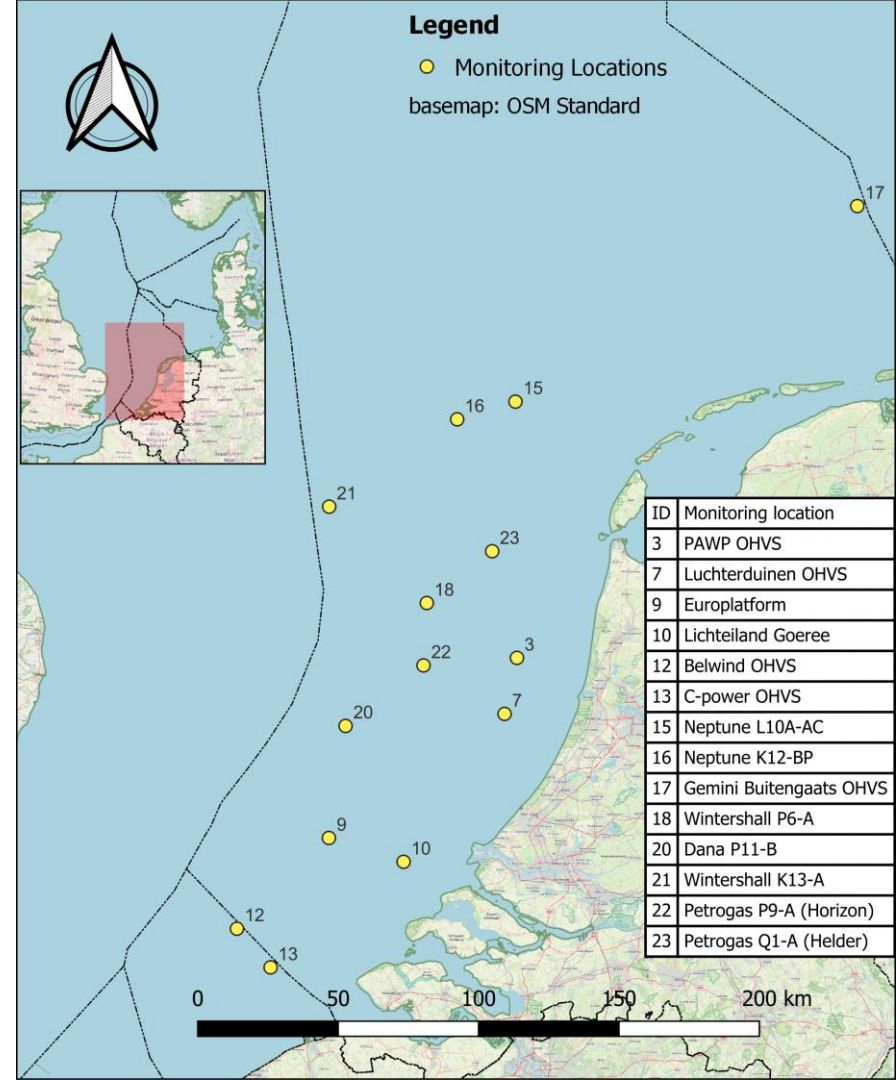 Legend
Monitoring Locations
basemap: OSM Standard
17
15
16
21
23
18
3
22
7
20
9
10
12
13
ID Monitoring location
3 PAWP OHVS
7 Luchterduinen OHVS
9 Europlatform
10 Lichteiland Goeree
12 Belwind OHVS
13 C-power OHVS
15 Neptune L10A-AC
16 Neptune K12-BP
17 Gemini Buitengaats OHVS
18 Wintershall P6-A
20 Dana P11-B
21 Wintershall K13-A
22 Petrogas P9-A (Horizon)
23 Petrogas Q1-A (Helder)
0 50 100 150 200 km